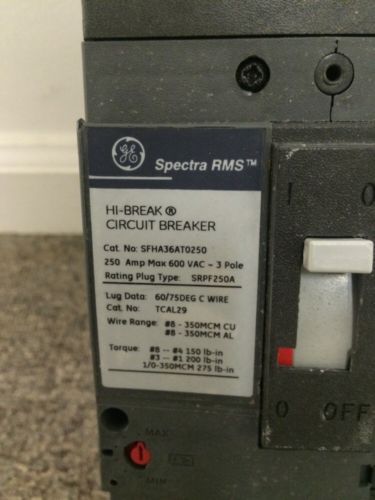 GE Spectra RMS™
HI-BREAK ®
CIRCUIT BREAKER
Cat. No: SFHA36AT0250
250 Amp Max 600 VAC - 3 Pole
Rating Plug Type: SRPF250A
Lug Data: 60/75DEG C WIRE
Cat. No: TCAL29
Wire Range: #8 - 350MCM CU
#8 - 350MCM AL
Torque: #8 -- #4 150 lb-in
#3 -- #1 200 lb-in
1/0-350MCM 275 lb-in
I O
O OFF
MAX
MIN